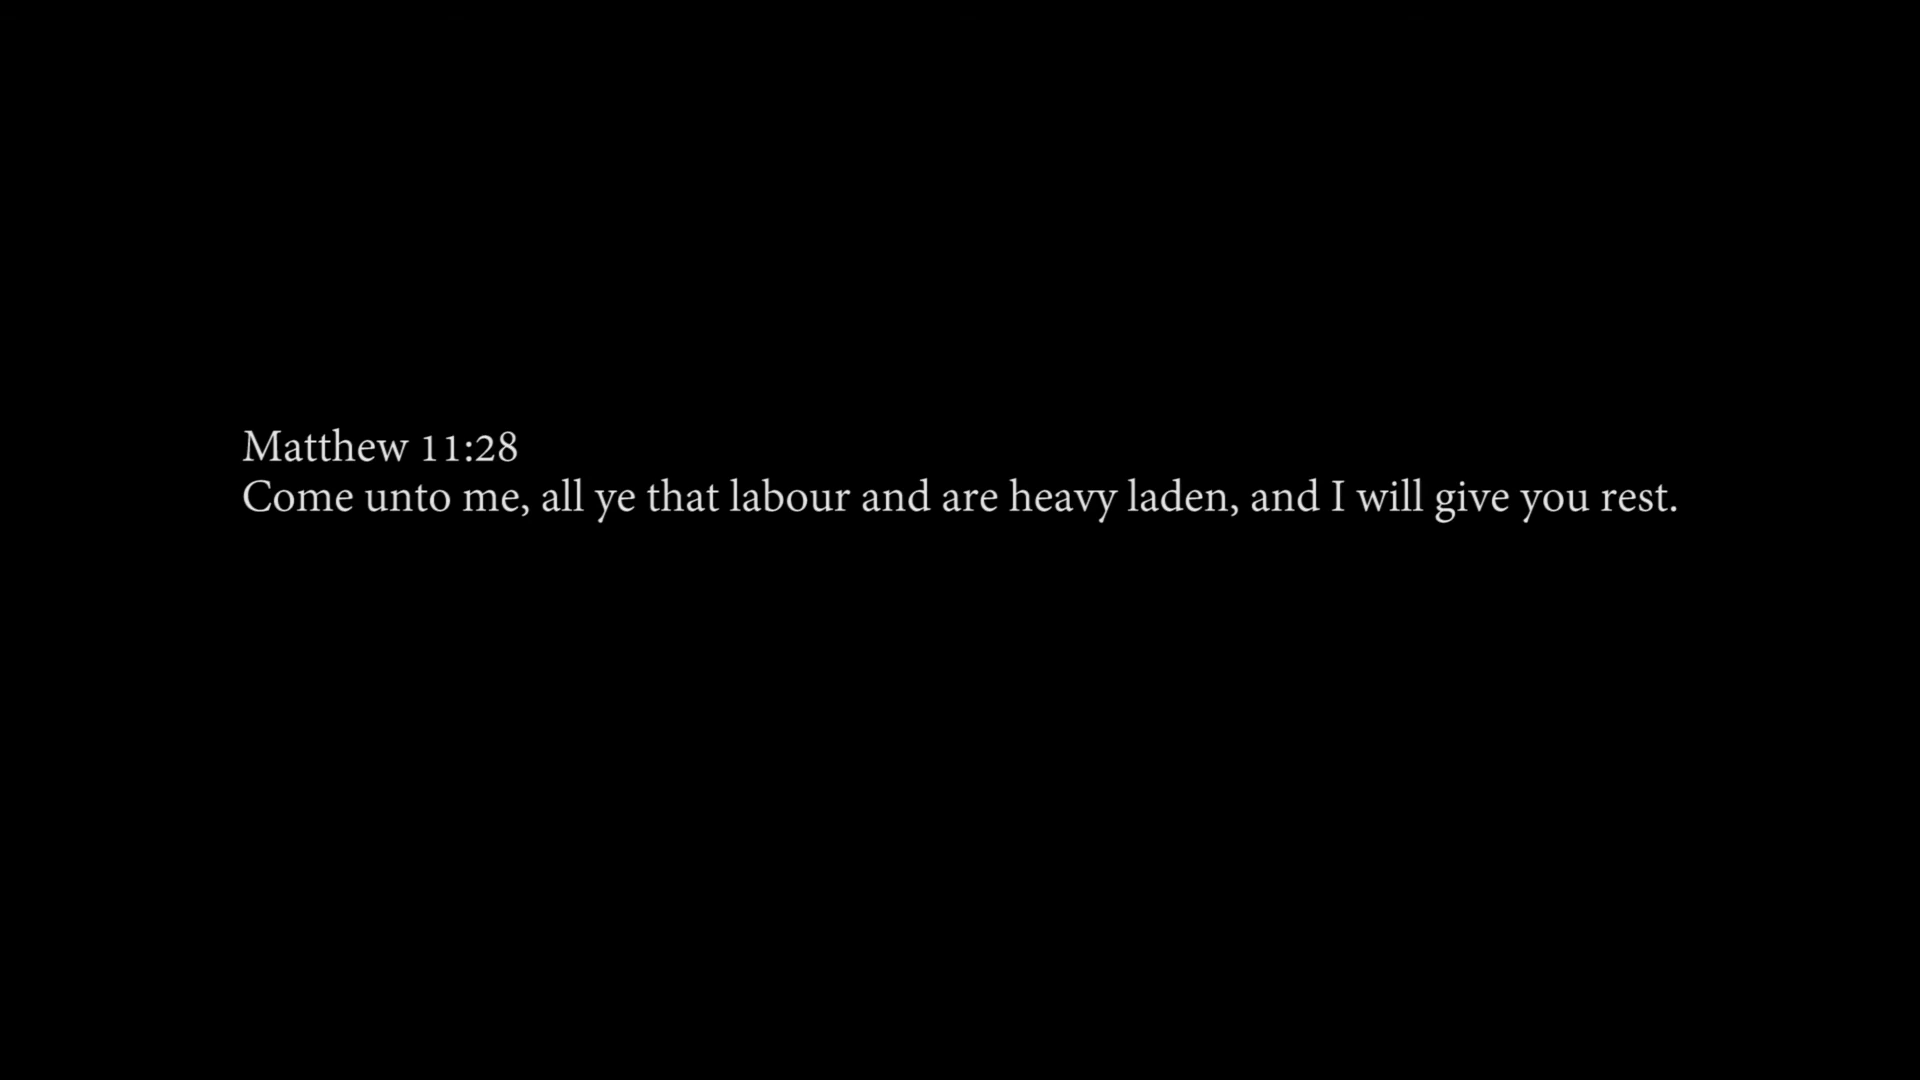 Matthew 11:28
Come unto me, all ye that labour and are heavy laden, and I will give you rest.